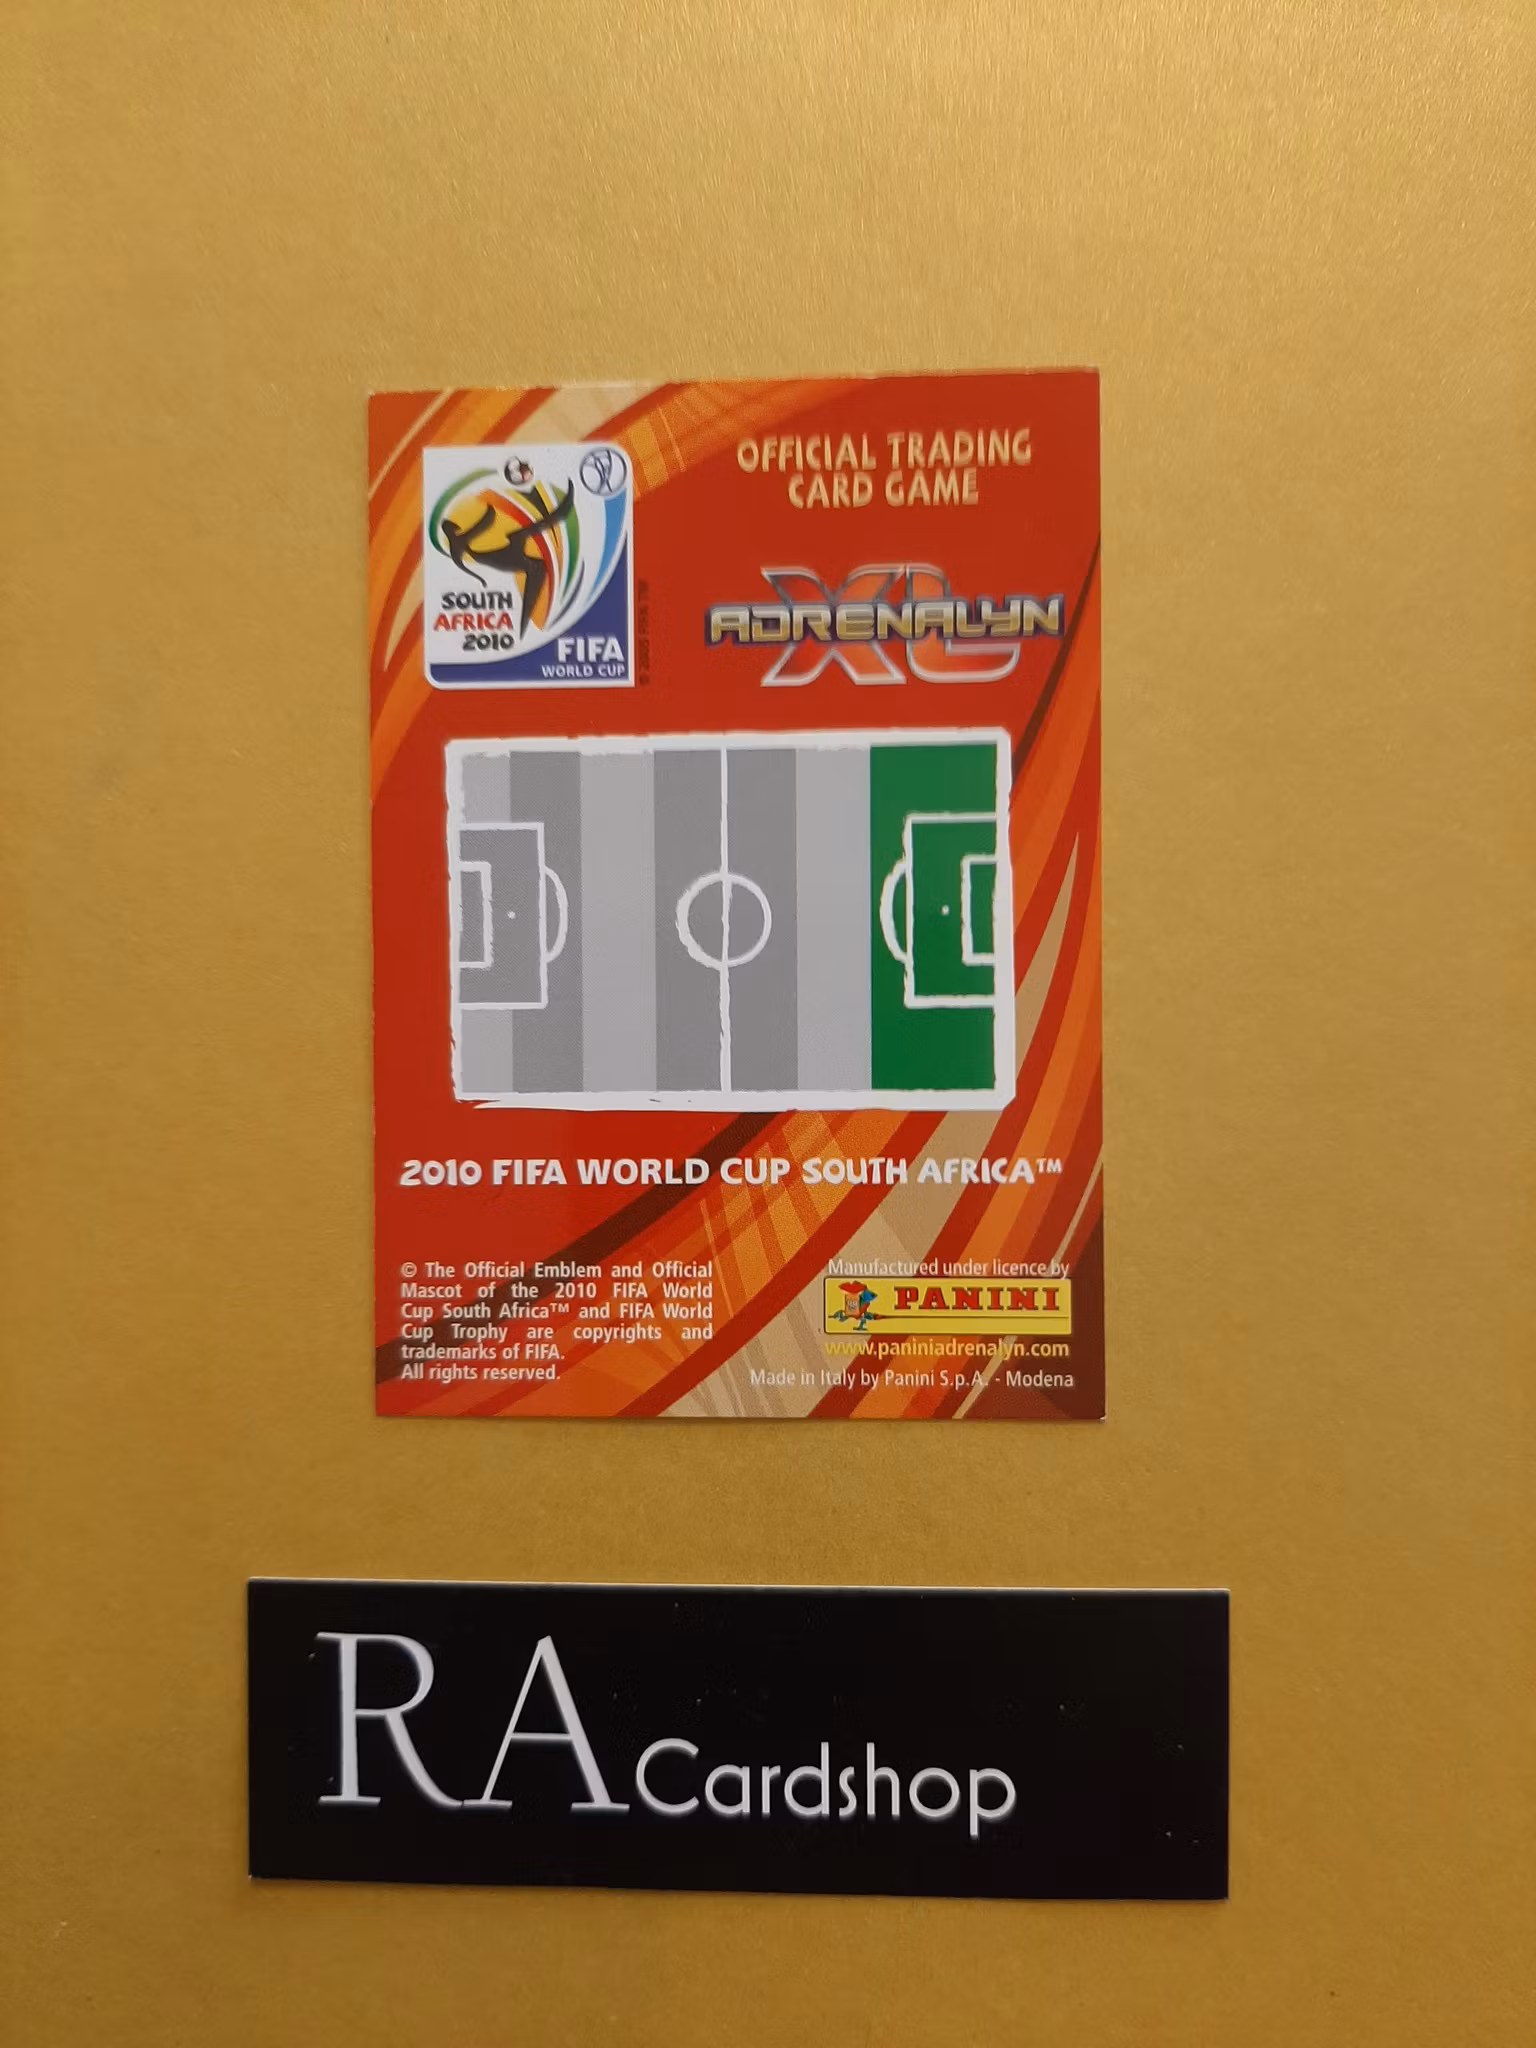 OFFICIAL TRADING
CARD GAME
SOUTH
AFRICA
2010
FIFA
WORLD CUP
ADRENALYN
XL
2010 FIFA WORLD CUP SOUTH AFRICA™
© The Official Emblem and Official
Mascot of the 2010 FIFA World
Cup South Africa™ and FIFA World
Cup Trophy are copyrights and
trademarks of FIFA.
All rights reserved.
Manufactured under licence by
PANINI
www.paniniadrenalyn.com
Made in Italy by Panini S.p.A. - Modena
RA Cardshop